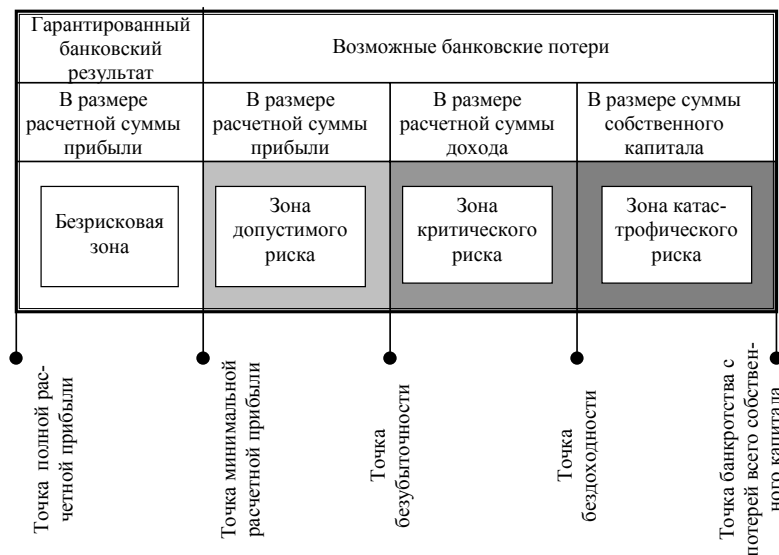 Гарантированный
банковский
результат
Возможные банковские потери
В размере
расчетной суммы
прибыли
В размере
расчетной суммы
прибыли
В размере
расчетной суммы
дохода
В размере суммы
собственного
капитала
Безрисковая
зона
Зона
допустимого
риска
Зона
критического
риска
Зона катас-
трофического
риска
Точка полной рас-
четной прибыли
Точка минимальной
расчетной прибыли
Точка
безубыточности
Точка
бездоходности
Точка банкротства с
потерей всего собствен-
ного капитала